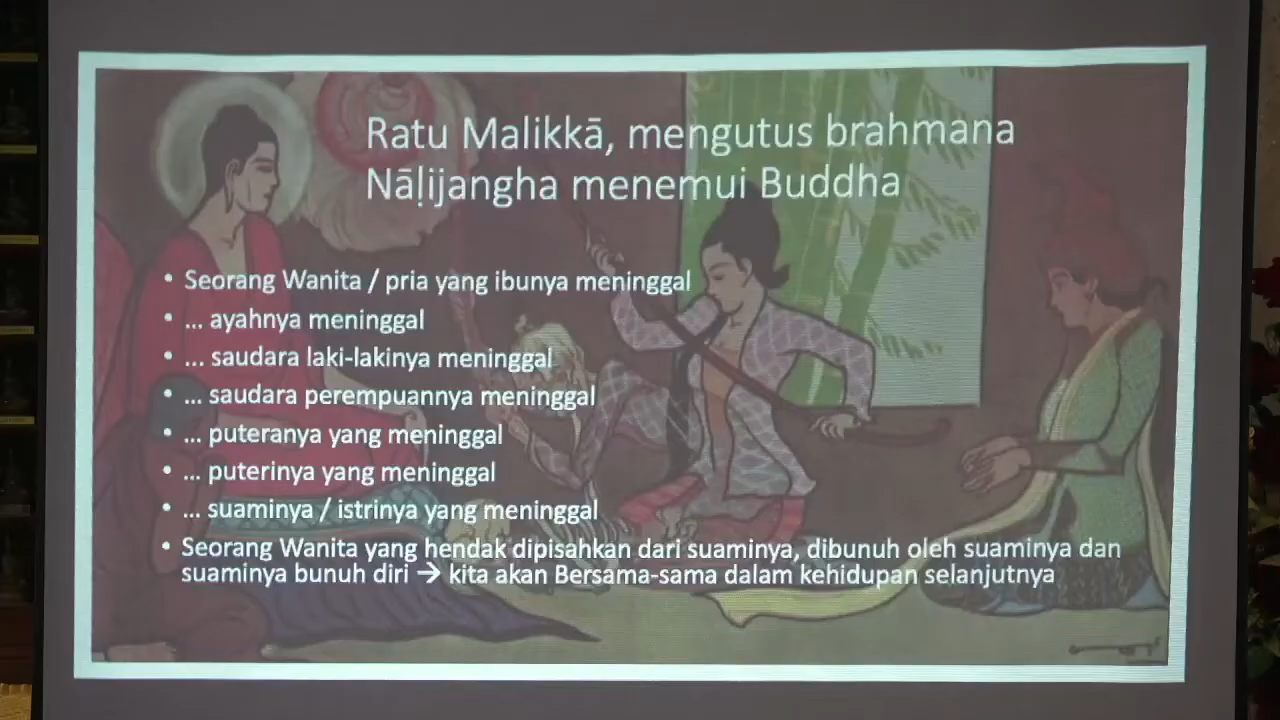 Ratu Malikkā, mengutus brahmana
Nāḷijangha menemui Buddha
• Seorang Wanita / pria yang ibunya meninggal
• ... ayahnya meninggal
• ... saudara laki-lakinya meninggal
• ... saudara perempuannya meninggal
• ... puteranya yang meninggal
• ... puterinya yang meninggal
• ... suaminya / istrinya yang meninggal
• Seorang Wanita yang hendak dipisahkan dari suaminya, dibunuh oleh suaminya dan
suaminya bunuh diri → kita akan Bersama-sama dalam kehidupan selanjutnya